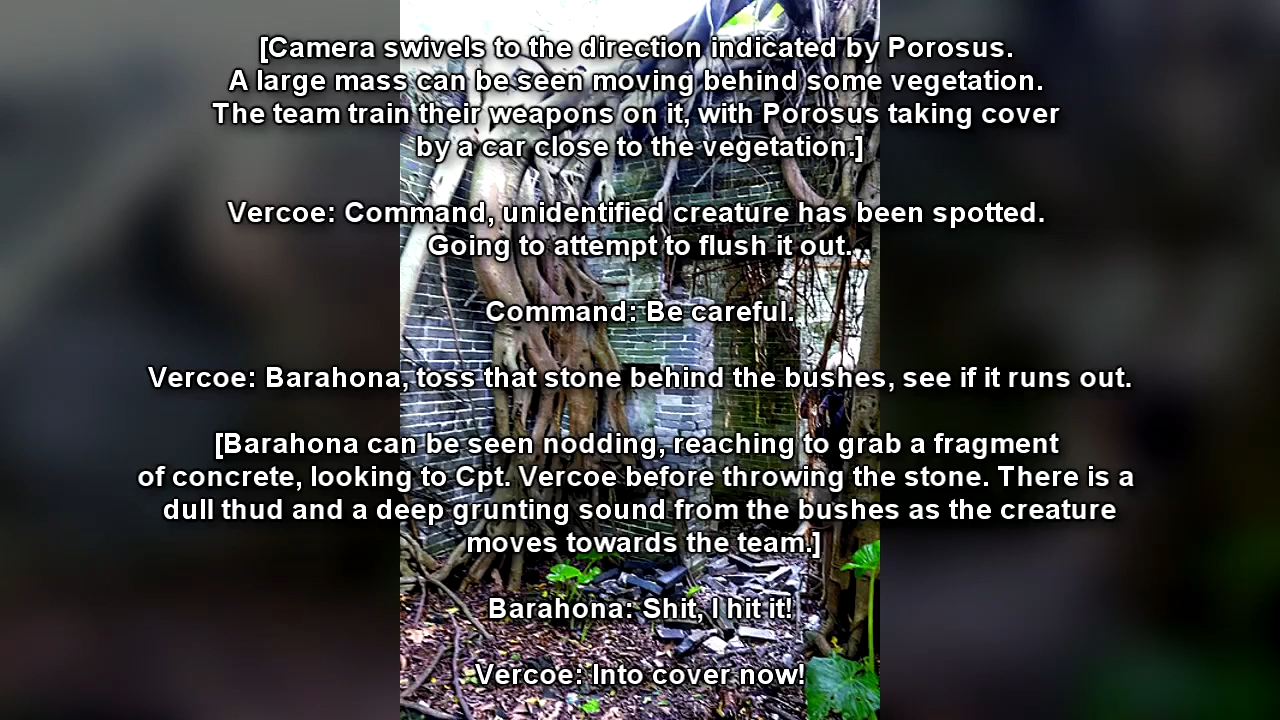 [Camera swivels to the direction indicated by Porosus.
A large mass can be seen moving behind some vegetation.
The team train their weapons on it, with Porosus taking cover
by a car close to the vegetation.]
Vercoe: Command, unidentified creature has been spotted.
Going to attempt to flush it out...
Command: Be careful.
Vercoe: Barahona, toss that stone behind the bushes, see if it runs out.
[Barahona can be seen nodding, reaching to grab a fragment
of concrete, looking to Cpt. Vercoe before throwing the stone. There is a
dull thud and a deep grunting sound from the bushes as the creature
moves towards the team.]
Barahona: Shit, I hit it!
Vercoe: Into cover now!